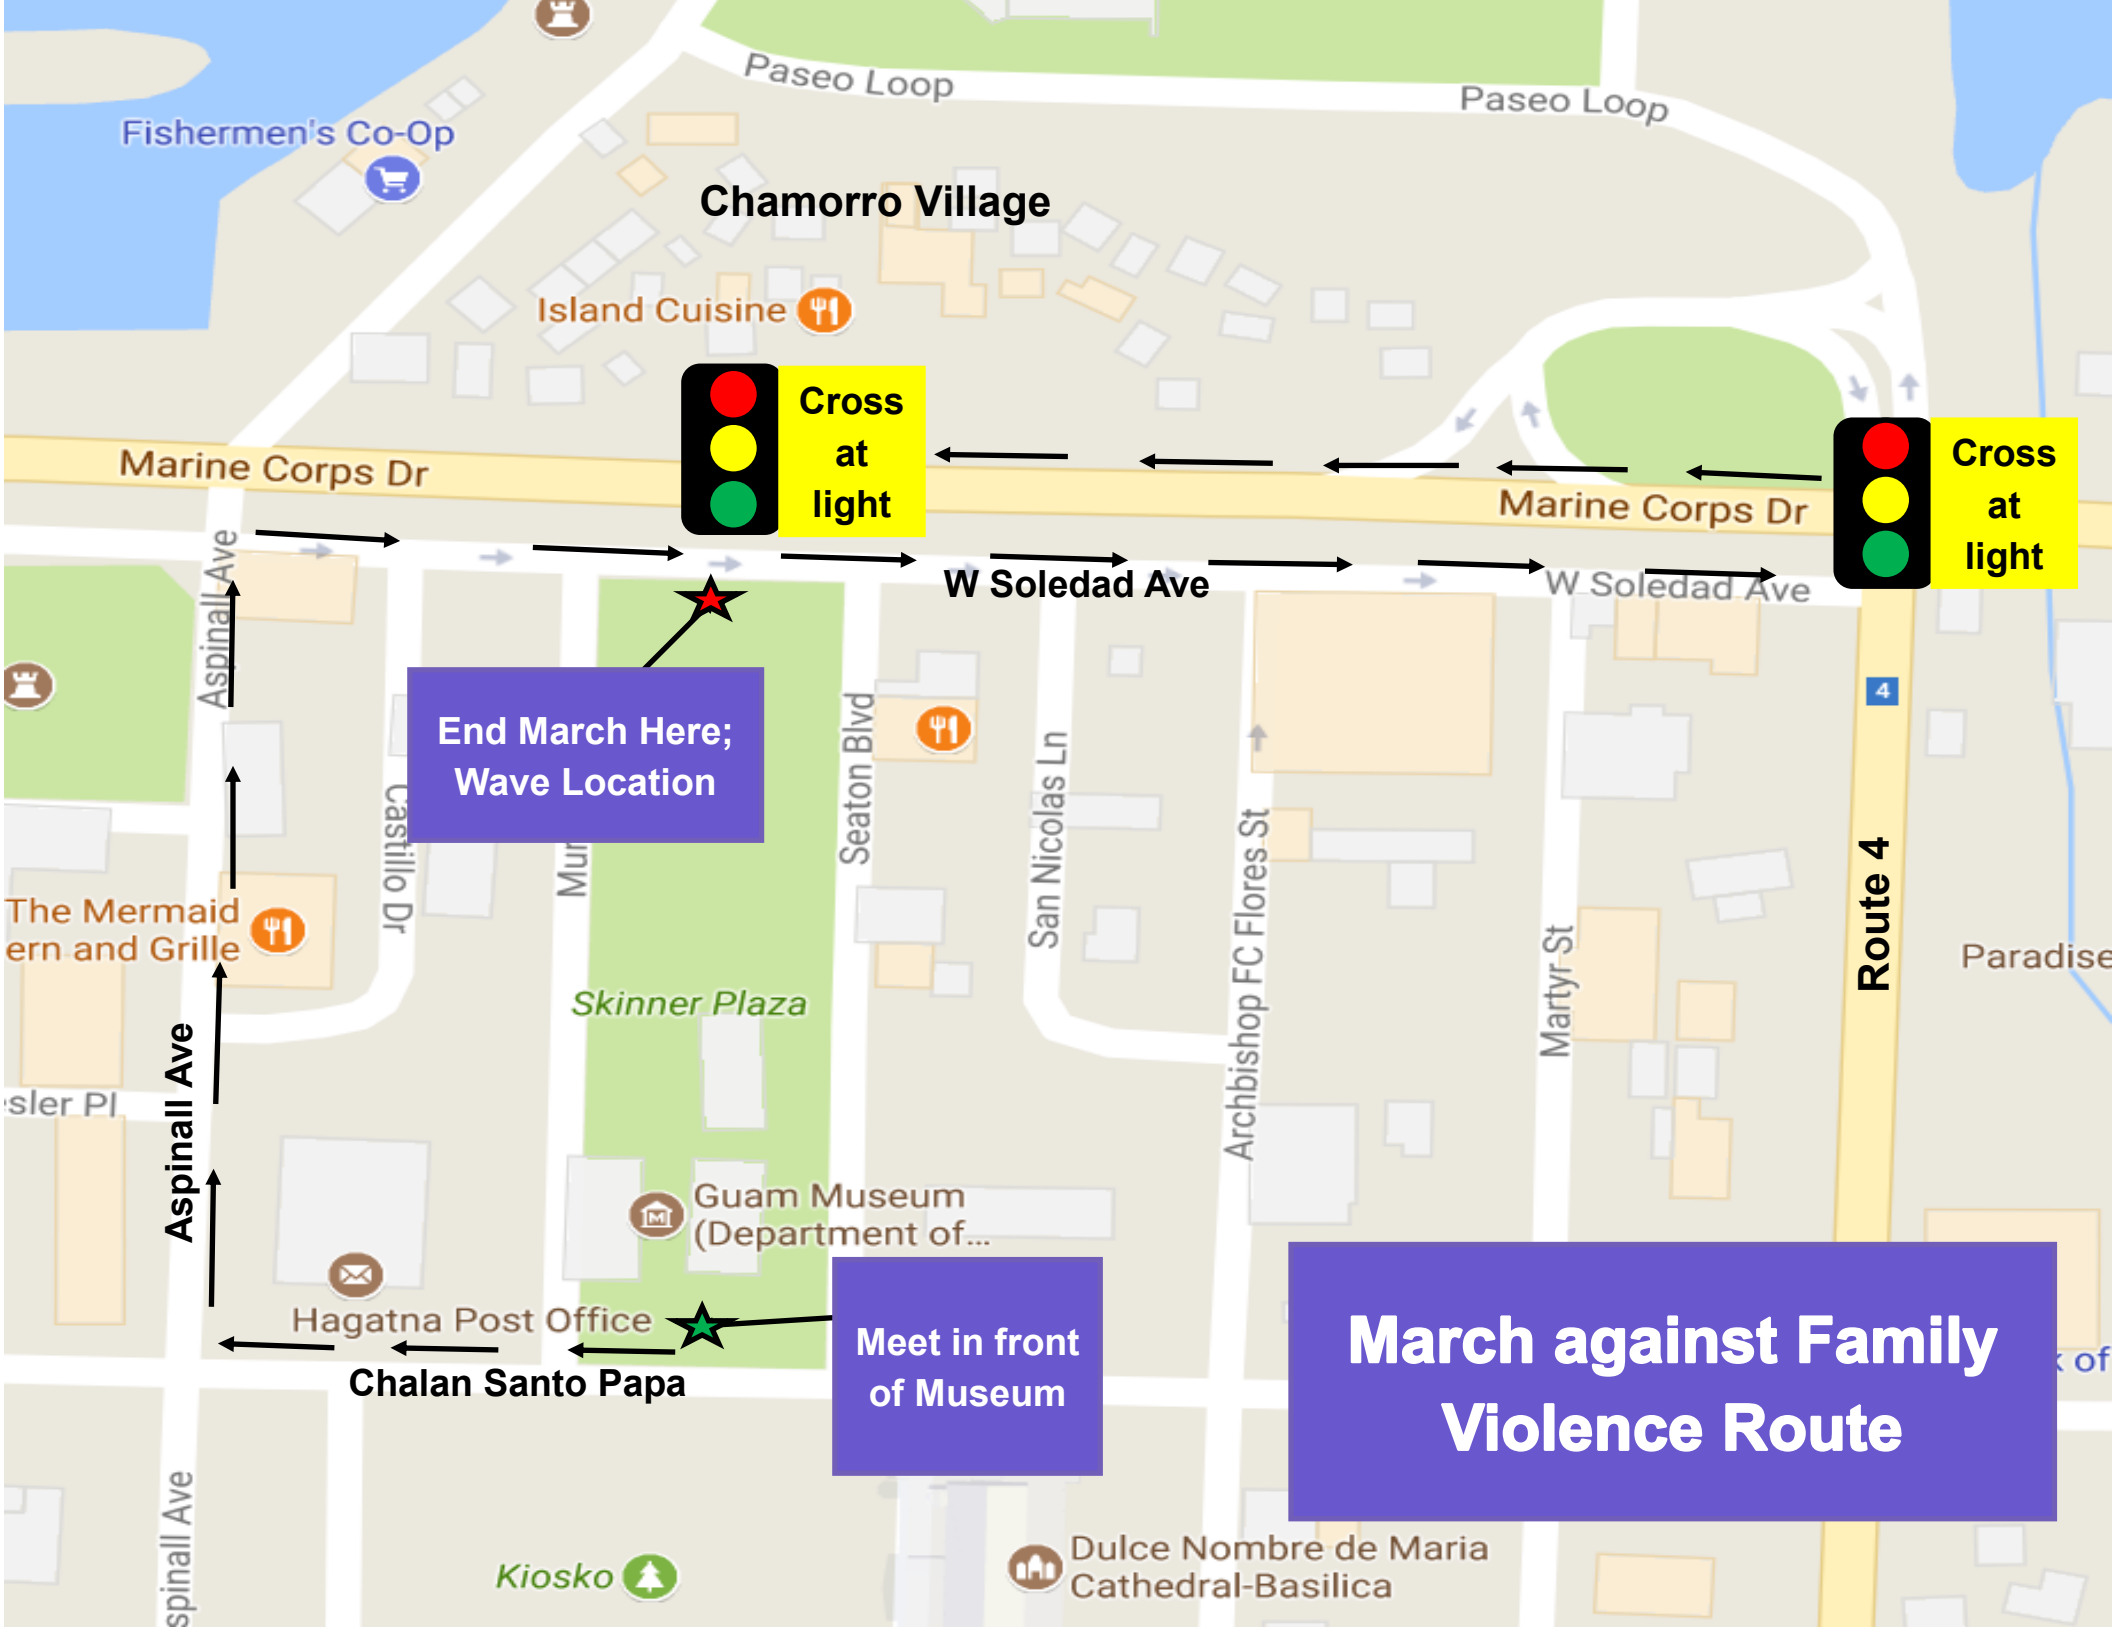 Paseo Loop
Paseo Loop
Fishermen's Co-Op
Chamorro Village
Island Cuisine
Cross
at
light
Cross
at
light
Marine Corps Dr
Marine Corps Dr
W Soledad Ave
W Soledad Ave
Aspinall Ave
4
End March Here;
Wave Location
Seaton Blvd
San Nicolas Ln
Castillo Dr
Mur
Archbishop FC Flores St
Martyr St
Route 4
The Mermaid
ern and Grille
Paradise
Skinner Plaza
Aspinall Ave
sler Pl
Guam Museum
(Department of...
Hagatna Post Office
Meet in front
of Museum
Chalan Santo Papa
March against Family
Violence Route
k of
spinall Ave
spinall Ave
Kiosko
Dulce Nombre de Maria
Cathedral-Basilica